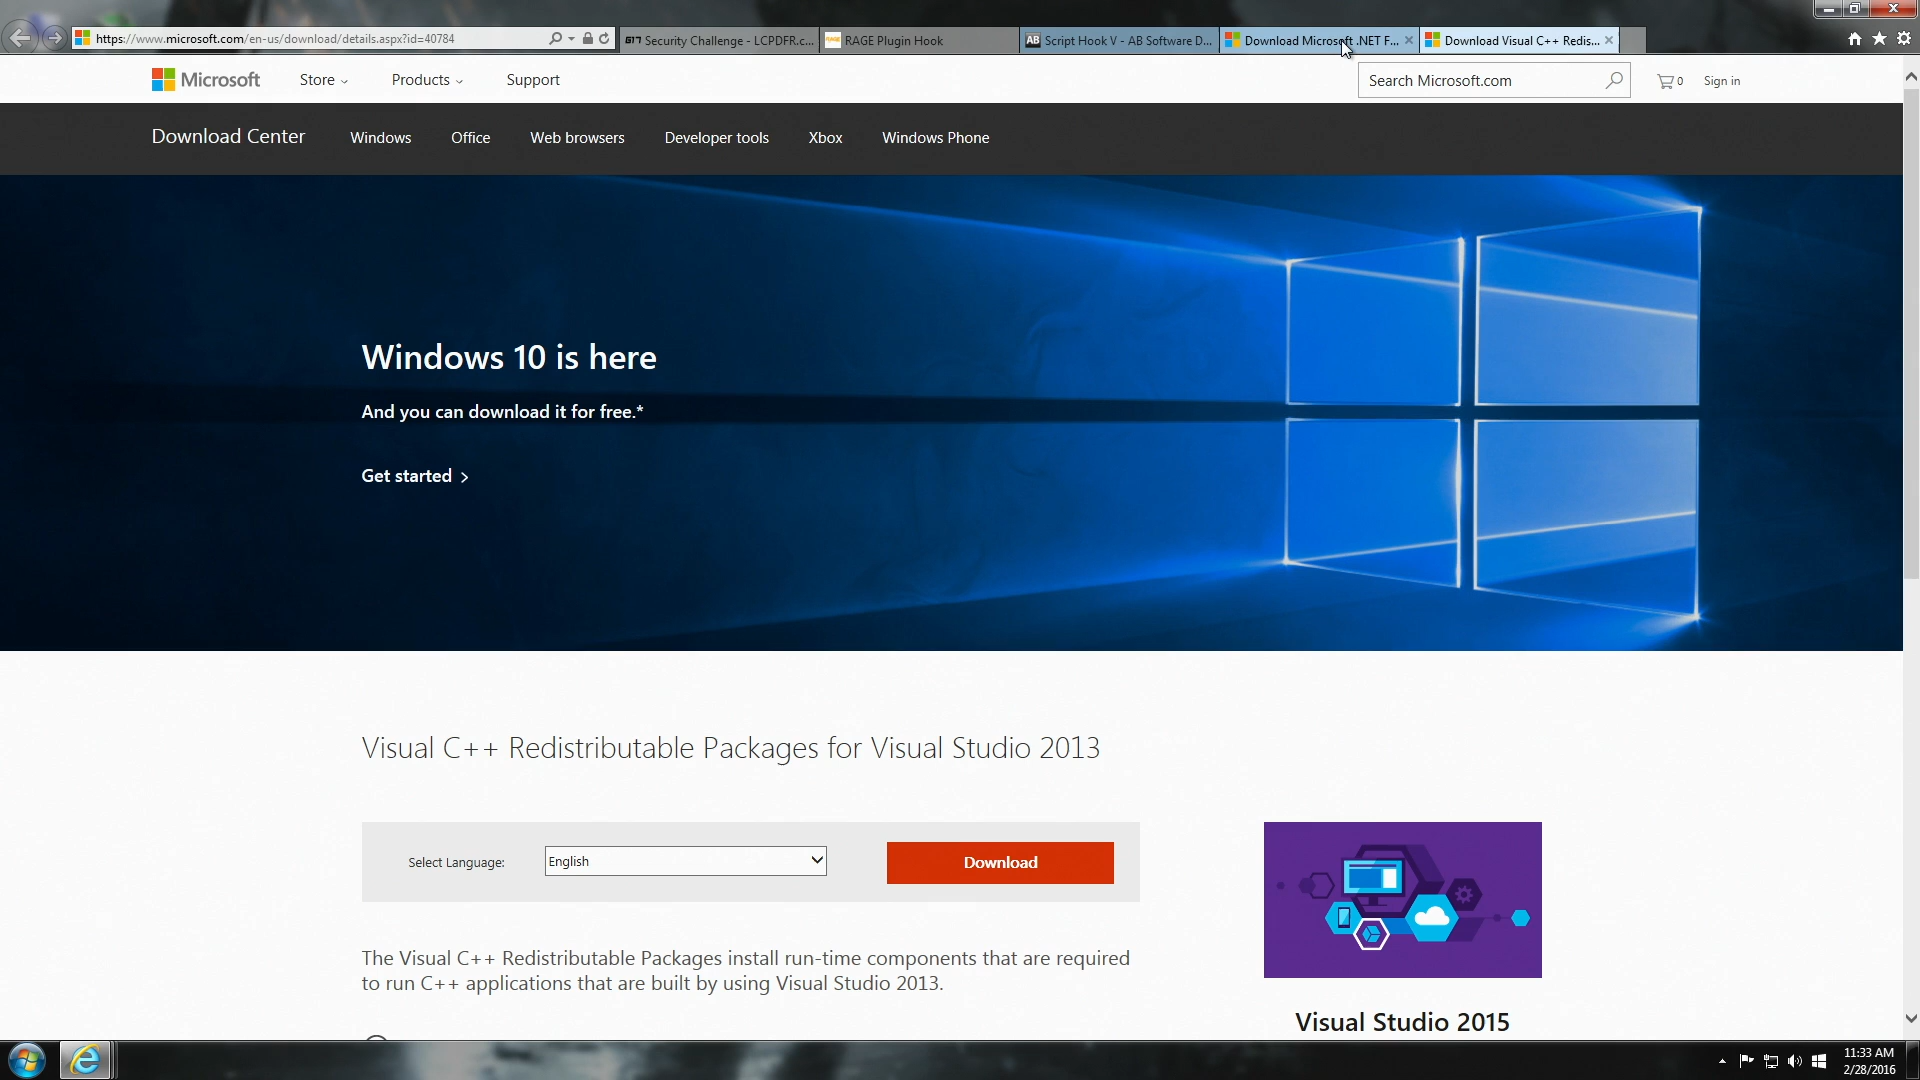 https://www.microsoft.com/en-us/download/details.aspx?id=40784
Security Challenge - LCPDFR.c...
RAGE Plugin Hook
AB Script Hook V - AB Software D...
Download Microsoft .NET F...
Download Visual C++ Redis...
Microsoft
Store
Products
Support
Search Microsoft.com
0
Sign in
Download Center
Windows
Office
Web browsers
Developer tools
Xbox
Windows Phone
Windows 10 is here
And you can download it for free.*
Get started >
Visual C++ Redistributable Packages for Visual Studio 2013
Select Language:
English
Download
The Visual C++ Redistributable Packages install run-time components that are required
to run C++ applications that are built by using Visual Studio 2013.
Visual Studio 2015
11:33 AM
2/28/2016